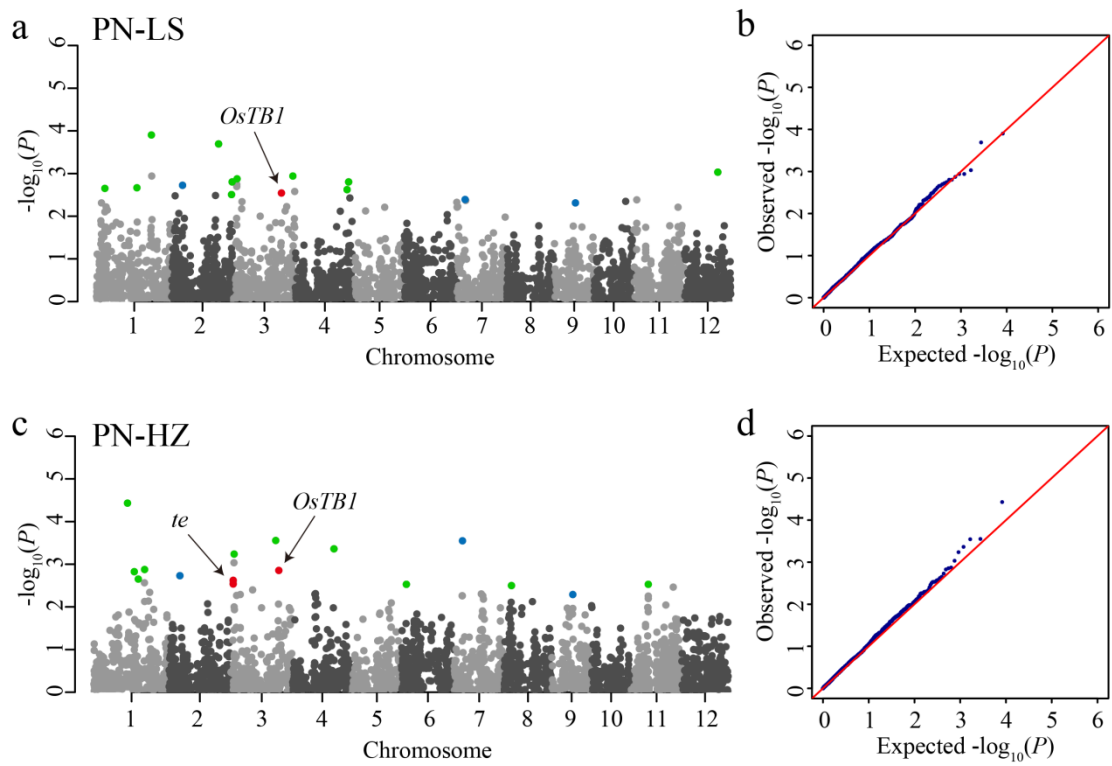 a PN-LS
-log10(P)
0 1 2 3 4 5 6
OsTB1
1 2 3 4 5 6 7 8 9 10 11 12
Chromosome
b
Observed -log10(P)
0 1 2 3 4 5 6
0 1 2 3 4 5 6
Expected -log10(P)
c PN-HZ
-log10(P)
0 1 2 3 4 5 6
te
OsTB1
1 2 3 4 5 6 7 8 9 10 11 12
Chromosome
d
Observed -log10(P)
0 1 2 3 4 5 6
0 1 2 3 4 5 6
Expected -log10(P)